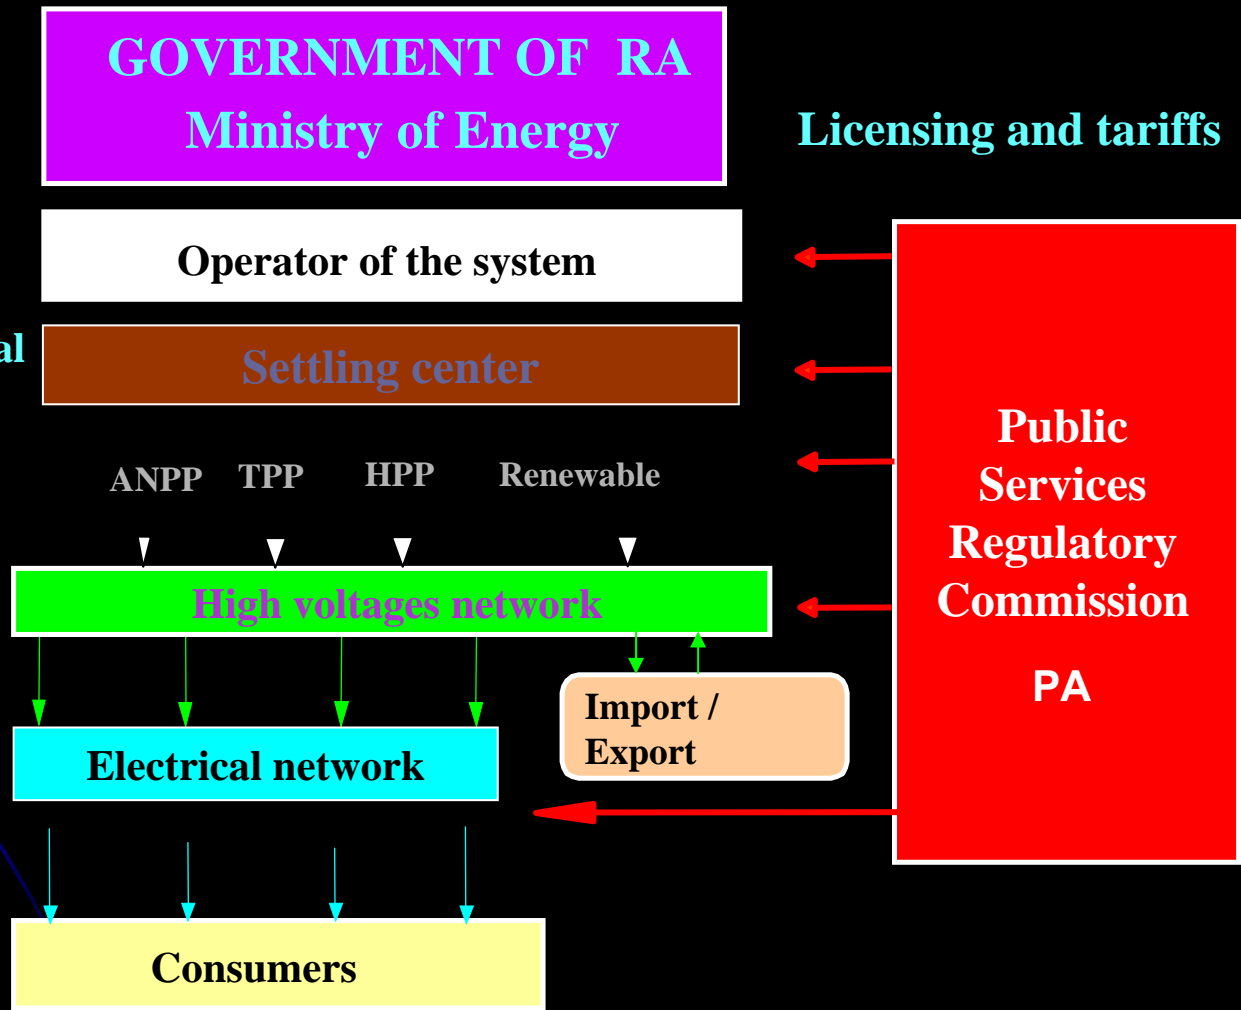 GOVERNMENT OF RA
Ministry of Energy
Licensing and tariffs
Operator of the system
al
Settling center
ANPP TPP HPP Renewable
High voltages network
Import /
Export
Electrical network
Consumers
Public
Services
Regulatory
Commission
PA